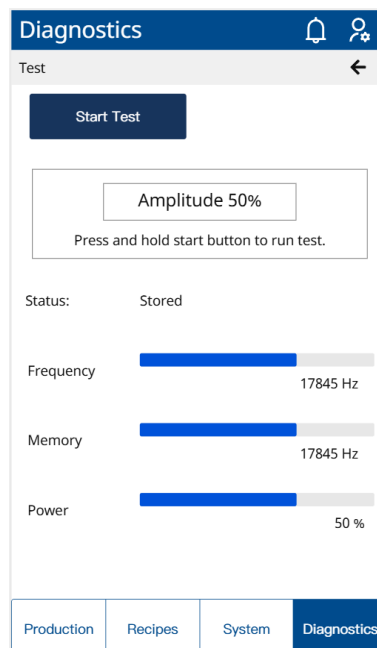 Diagnostics
Test
Start Test
Amplitude 50%
Press and hold start button to run test.
Status: Stored
Frequency
17845 Hz
Memory
17845 Hz
Power
50 %
Production Recipes System Diagnostics